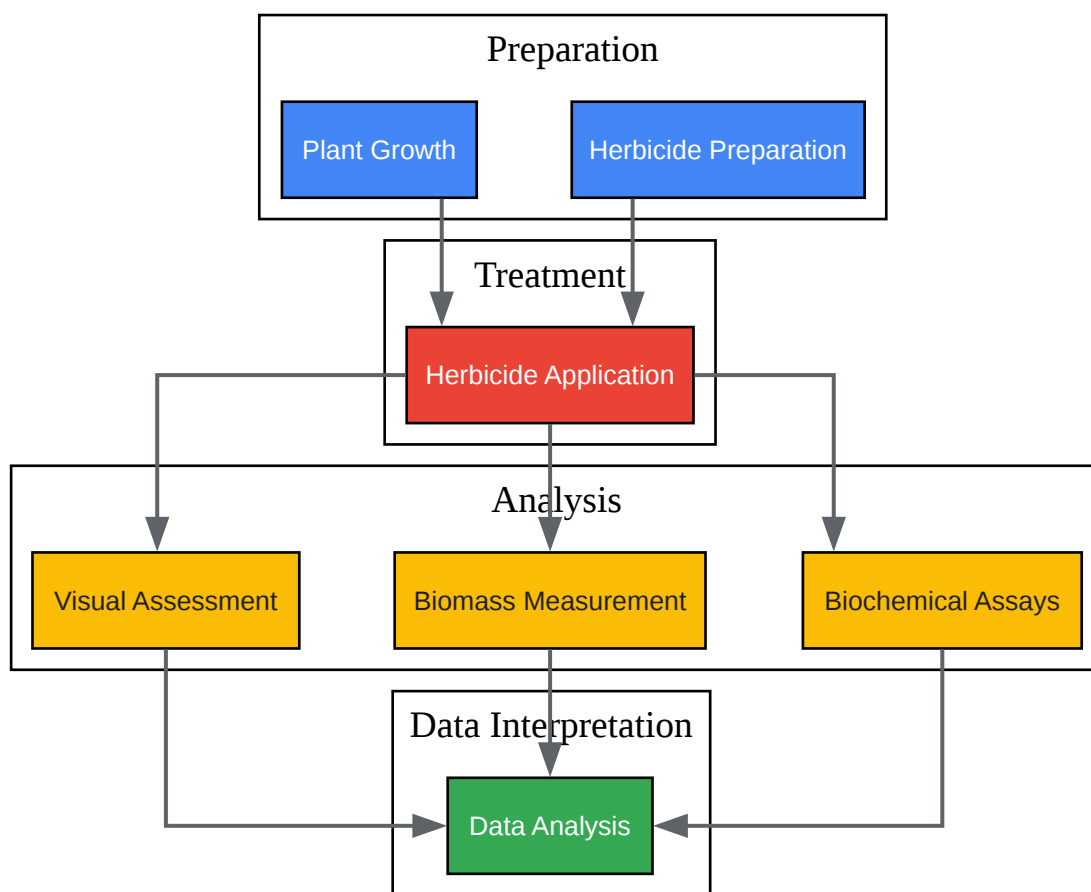 Preparation
Plant Growth
Herbicide Preparation
Treatment
Herbicide Application
Analysis
Visual Assessment
Biomass Measurement
Biochemical Assays
Data Interpretation
Data Analysis